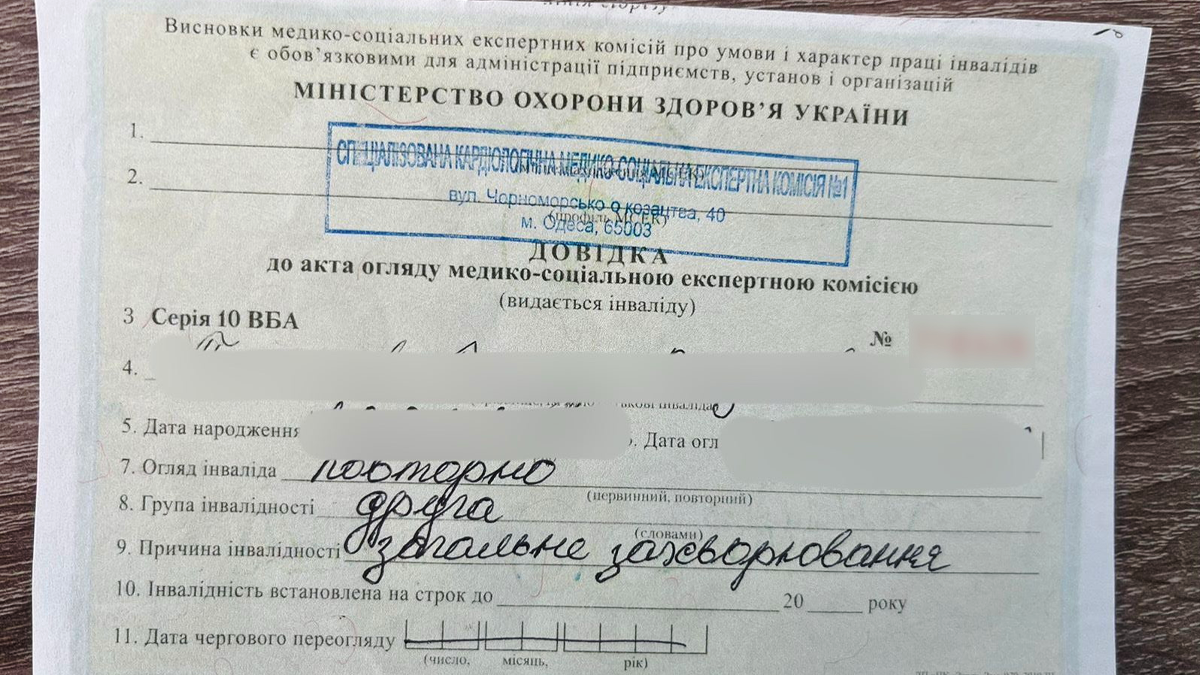 Висновки медико-соціальних експертних комісій про умови і характер праці інвалідів
є обов'язковими для адміністрації підприємств, установ і організацій
МІНІСТЕРСТВО ОХОРОНИ ЗДОРОВ'Я УКРАЇНИ
1.
СПЕЦІАЛІЗОВАНА КАРДІОЛОГІЧНА МЕДИКО-СОЦІАЛЬНА ЕКСПЕРТНА КОМІСІЯ №1
2.
вул. Чорноморсько о козацтва, 40
(профіль МСЕК)
м. Одеса, 65003
ДОВІДКА
до акта огляду медико-соціальною експертною комісією
(видається інваліду)
3 Серія 10 ВБА №
4.
5. Дата народження . Дата огл
7. Огляд інваліда повторно
(первинний, повторний)
8. Група інвалідності друга
(словами)
9. Причина інвалідності загальне захворювання
10. Інвалідність встановлена на строк до 20 року
11. Дата чергового переогляду
(число, місяць, рік)